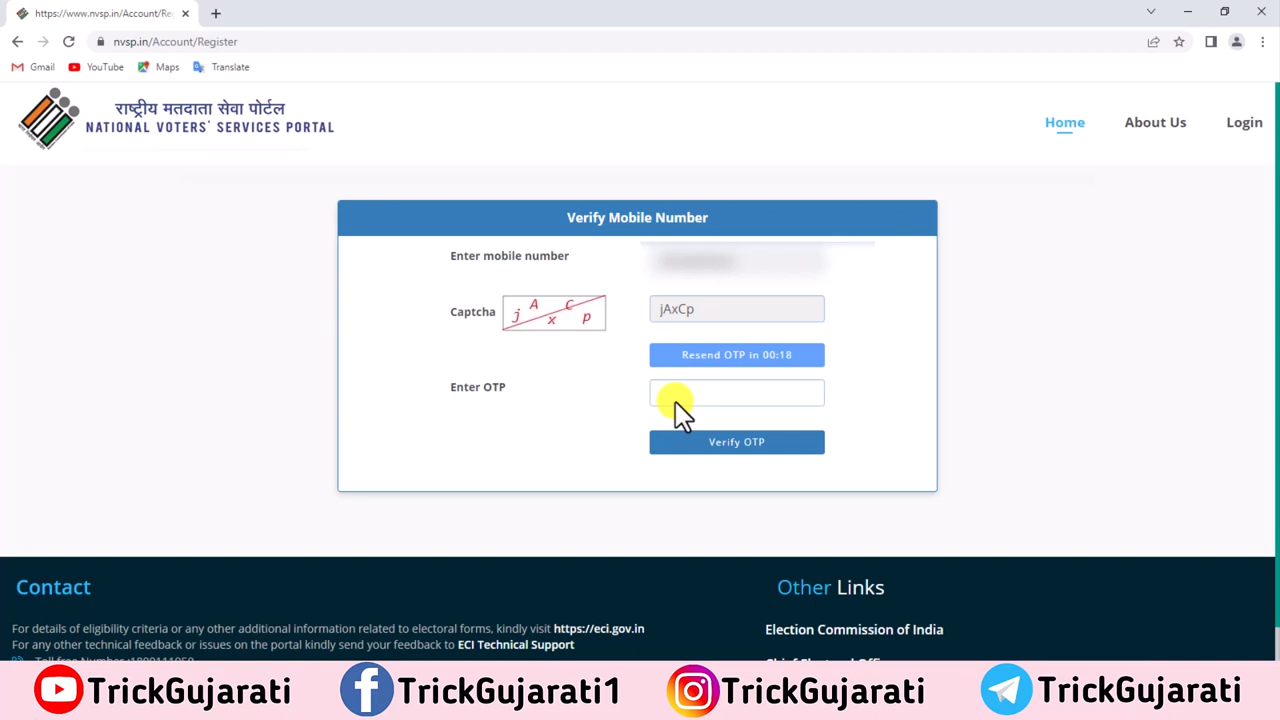 https://www.nvsp.in/Account/Re
nvsp.in/Account/Register
Gmail YouTube Maps Translate
राष्ट्रीय मतदाता सेवा पोर्टल
NATIONAL VOTERS' SERVICES PORTAL
Home About Us Login
Verify Mobile Number
Enter mobile number
Captcha j A x C p jAxCp
Resend OTP in 00:18
Enter OTP
Verify OTP
Contact
Other Links
For details of eligibility criteria or any other additional information related to electoral forms, kindly visit https://eci.gov.in
Election Commission of India
For any other technical feedback or issues on the portal kindly send your feedback to ECI Technical Support
TrickGujarati TrickGujarati1 TrickGujarati TrickGujarati